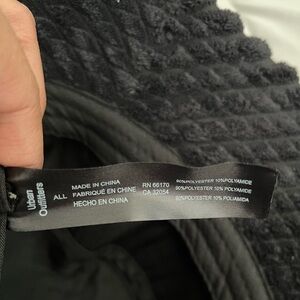 Urban
Outfitters
ALL
MADE IN CHINA
FABRIQUÉ EN CHINE
HECHO EN CHINA
RN 66170
CA 32054
90%POLYESTER 10%POLYAMIDE
90%POLYESTER 10% POLYAMIDE
90%POLYESTER 10%POLIAMIDA